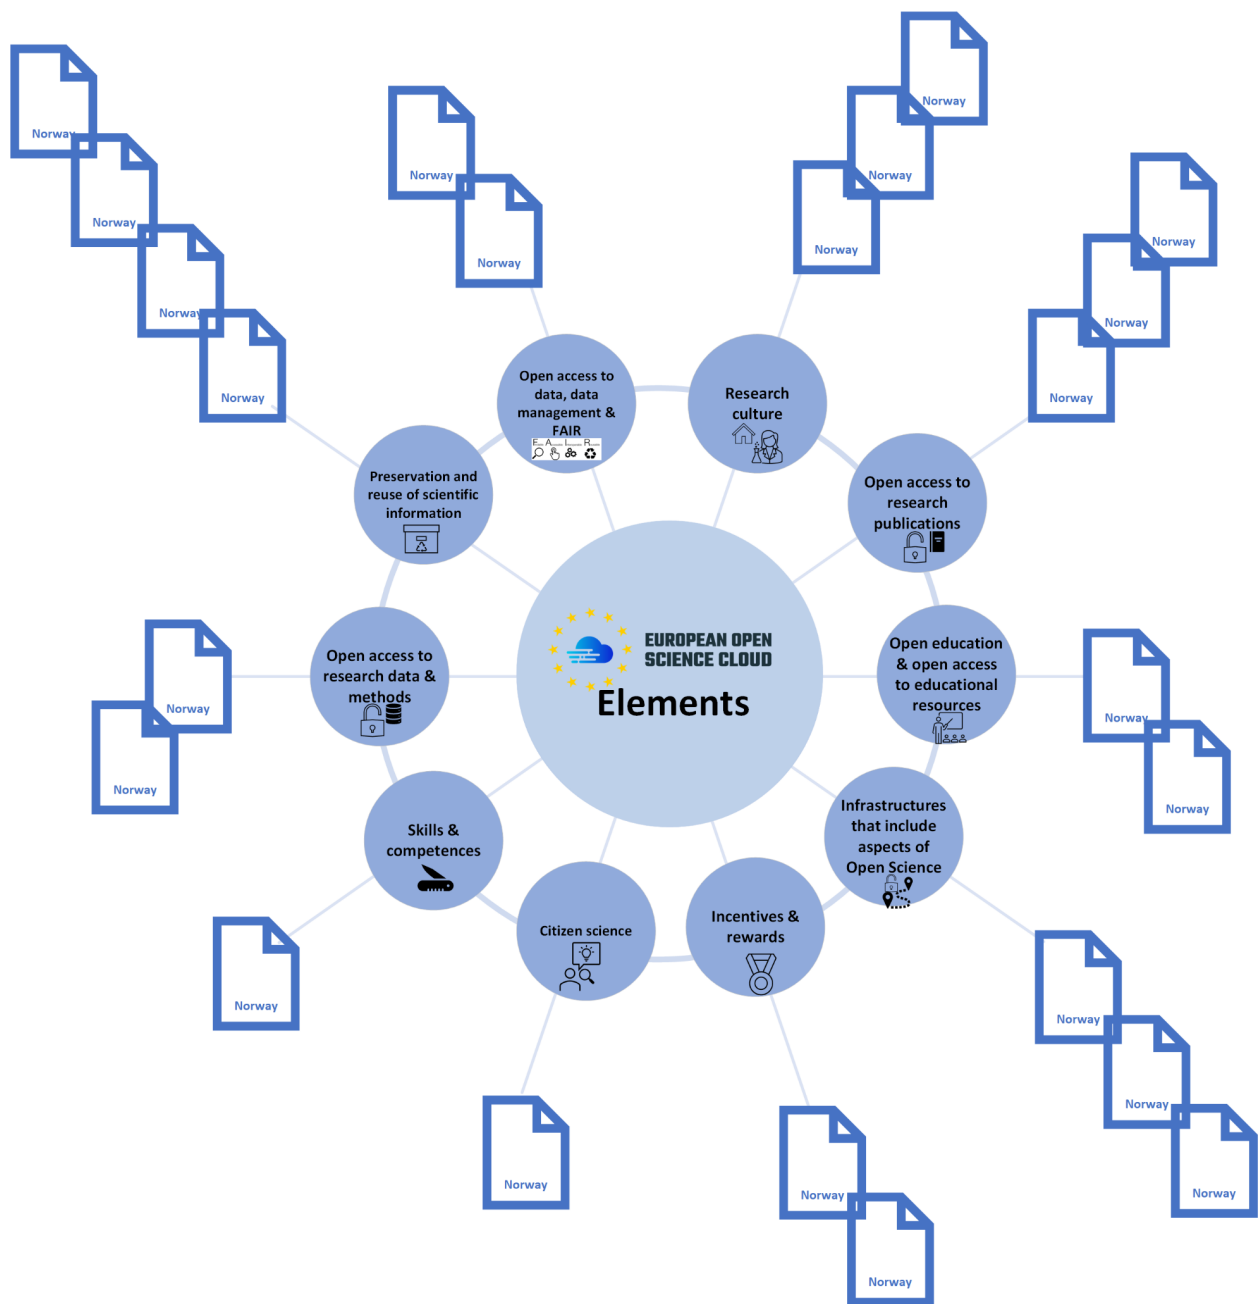 Norway
Norway
Norway
Norway
Norway
Norway
Norway
Norway
Norway
Norway
Norway
Norway
Open access to
data, data
management &
FAIR
F A I R
Research
culture
Preservation and
reuse of scientific
information
Open access to
research
publications
EUROPEAN OPEN
SCIENCE CLOUD
Elements
Open access to
research data &
methods
Open education
& open access
to educational
resources
Norway
Norway
Norway
Norway
Skills &
competences
Infrastructures
that include
aspects of
Open Science
Citizen science
Incentives &
rewards
Norway
Norway
Norway
Norway
Norway
Norway
Norway